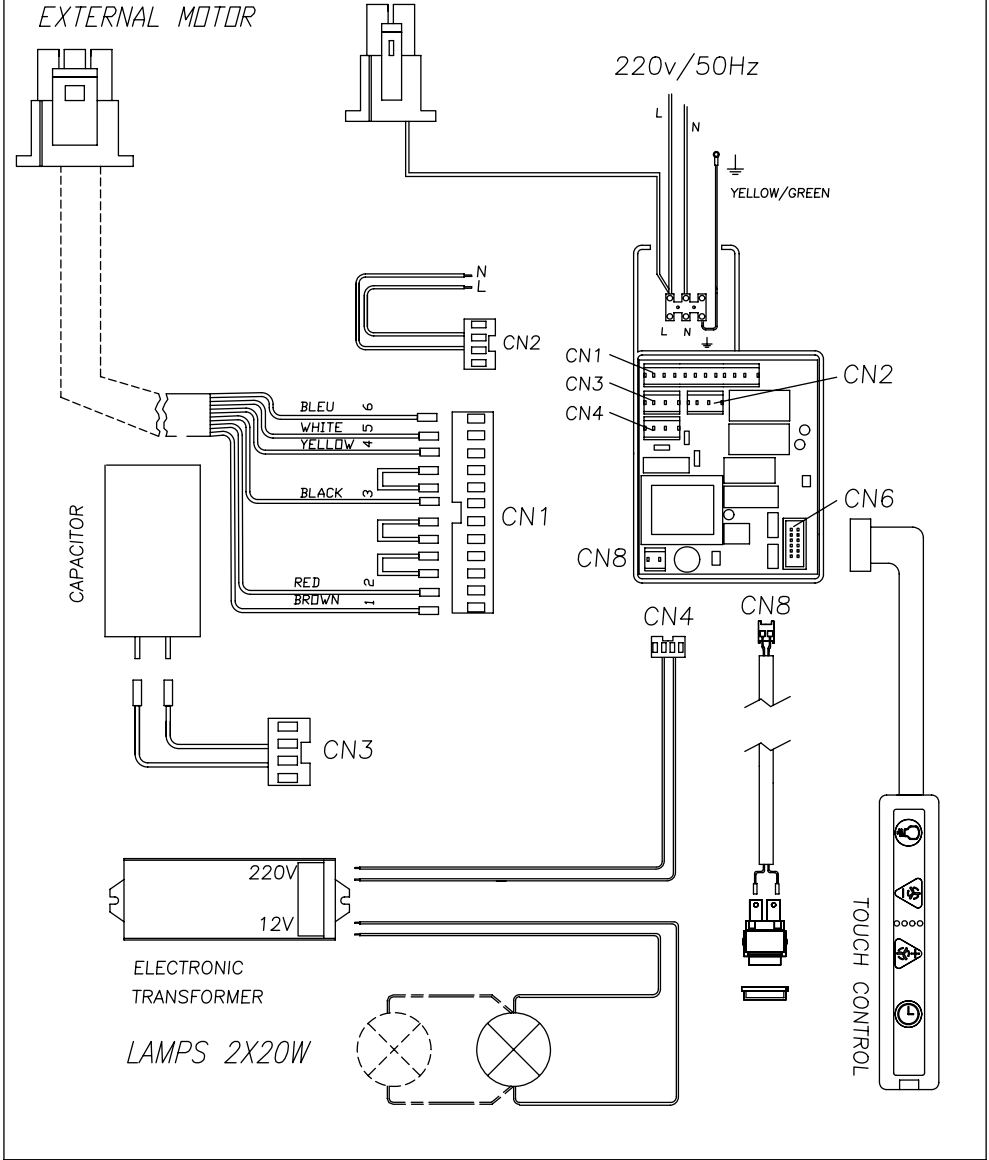 EXTERNAL MOTOR
220v/50Hz
L
N
YELLOW/GREEN
N
L
CN2
L N
CN1
CN3
CN4
CN2
BLEU 6
WHITE 5
YELLOW 4
BLACK 3
RED 2
BROWN 1
CN1
CAPACITOR
CN6
CN8
CN4
CN8
CN3
220V
12V
ELECTRONIC
TRANSFORMER
LAMPS 2X20W
TOUCH CONTROL